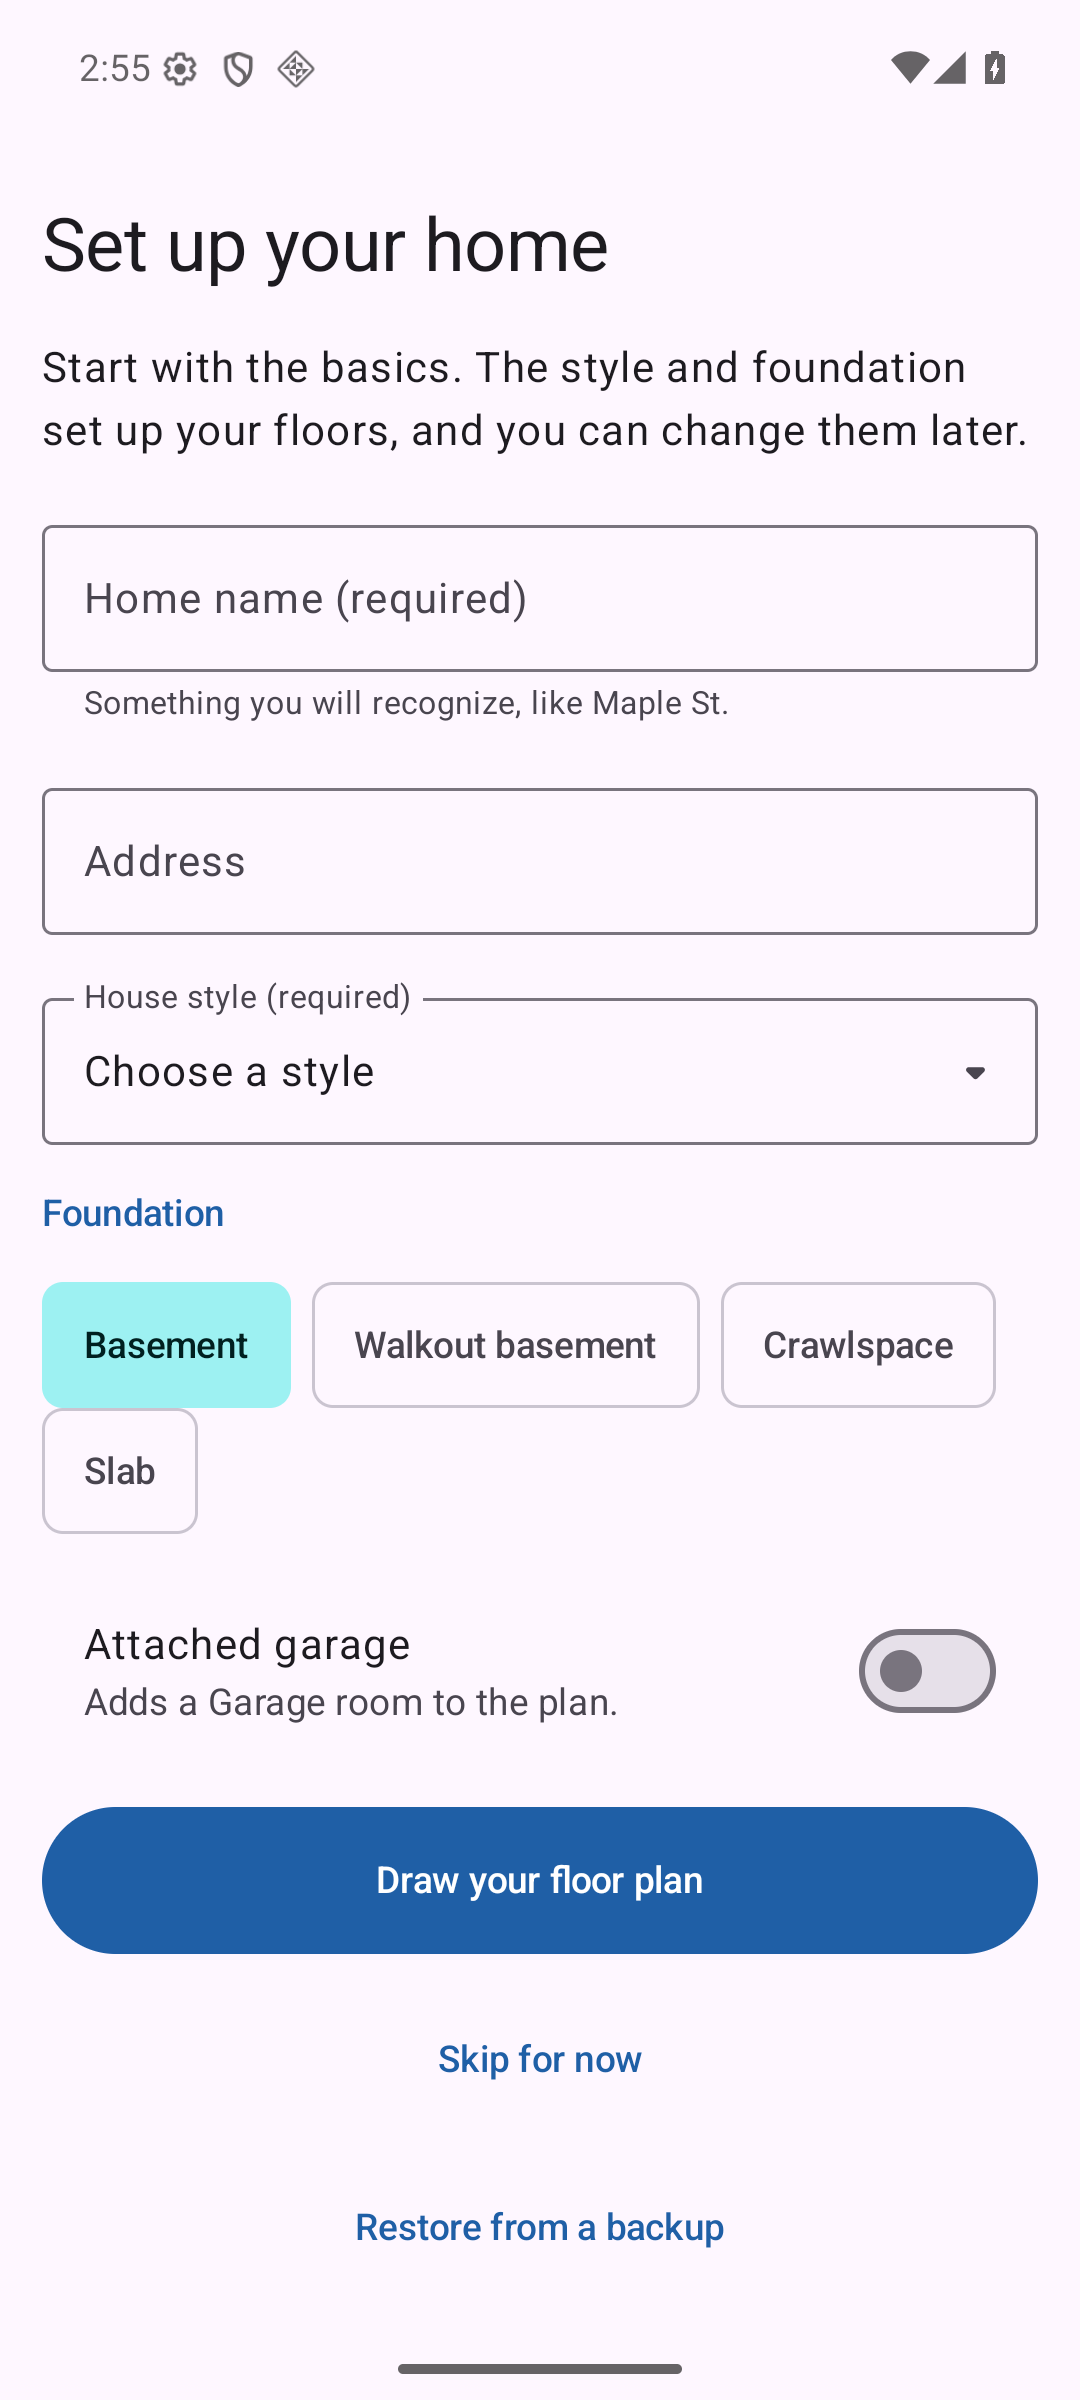 2:55
Set up your home
Start with the basics. The style and foundation
set up your floors, and you can change them later.
Home name (required)
Something you will recognize, like Maple St.
Address
House style (required)
Choose a style
Foundation
Basement
Walkout basement
Crawlspace
Slab
Attached garage
Adds a Garage room to the plan.
Draw your floor plan
Skip for now
Restore from a backup